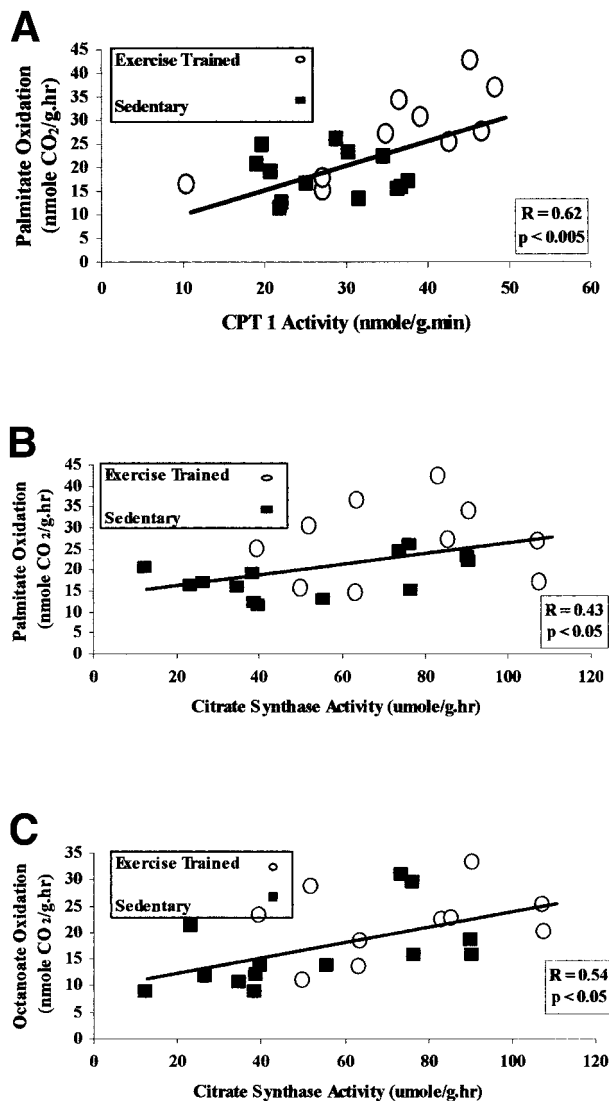 A
Exercise Trained
Sedentary
Palmitate Oxidation
(nmole CO2/g.hr)
45
40
35
30
25
20
15
10
5
0
0
10
20
30
40
50
60
R = 0.62
p < 0.005
CPT 1 Activity (nmole/g.min)
B
Exercise Trained
Sedentary
Palmitate Oxidation
(nmole CO 2/g.hr)
45
40
35
30
25
20
15
10
5
0
0
20
40
60
80
100
120
R = 0.43
p < 0.05
Citrate Synthase Activity (umole/g.hr)
C
Exercise Trained
Sedentary
Octanoate Oxidation
(nmole CO 2/g.hr)
35
30
25
20
15
10
5
0
0
20
40
60
80
100
120
R = 0.54
p < 0.05
Citrate Synthase Activity (umole/g.hr)